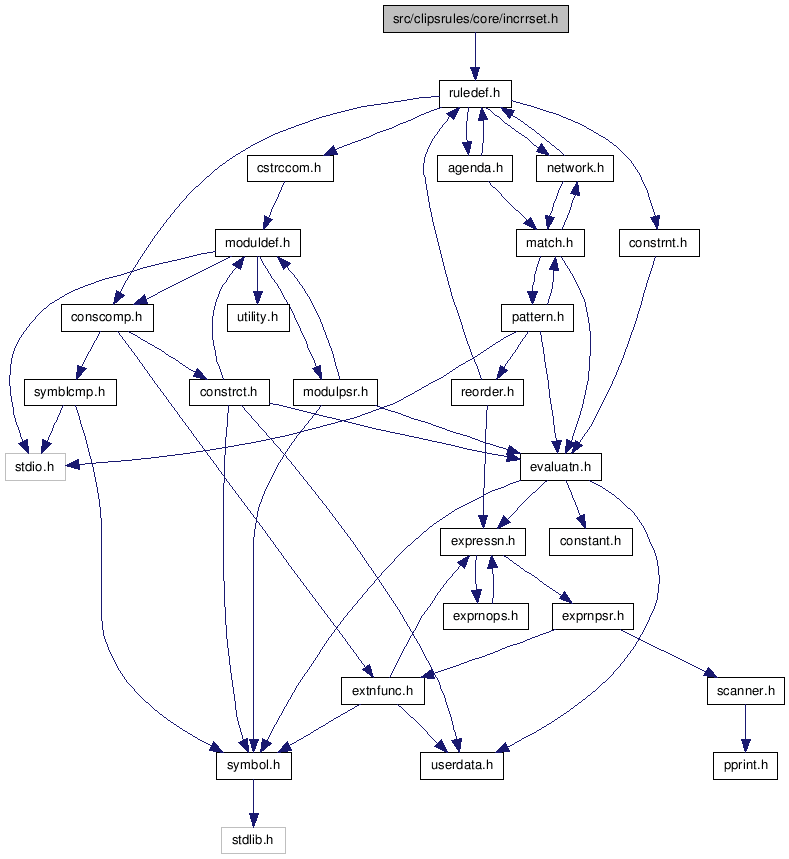 src/clipsrules/core/incrrset.h
ruledef.h
cstrccom.h
agenda.h
network.h
moduldef.h
match.h
constrnt.h
conscomp.h
utility.h
pattern.h
symblcmp.h
constrct.h
modulpsr.h
reorder.h
stdio.h
evaluatn.h
expressn.h
constant.h
exprnops.h
exprnpsr.h
extnfunc.h
scanner.h
symbol.h
userdata.h
pprint.h
stdlib.h